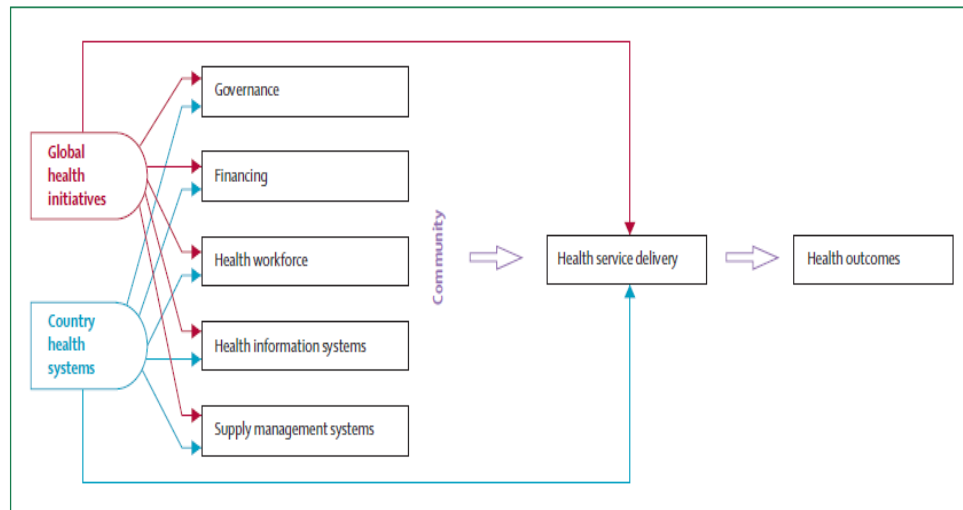 Global
health
initiatives
Country
health
systems
Governance
Financing
Health workforce
Health information systems
Supply management systems
Community
Health service delivery
Health outcomes